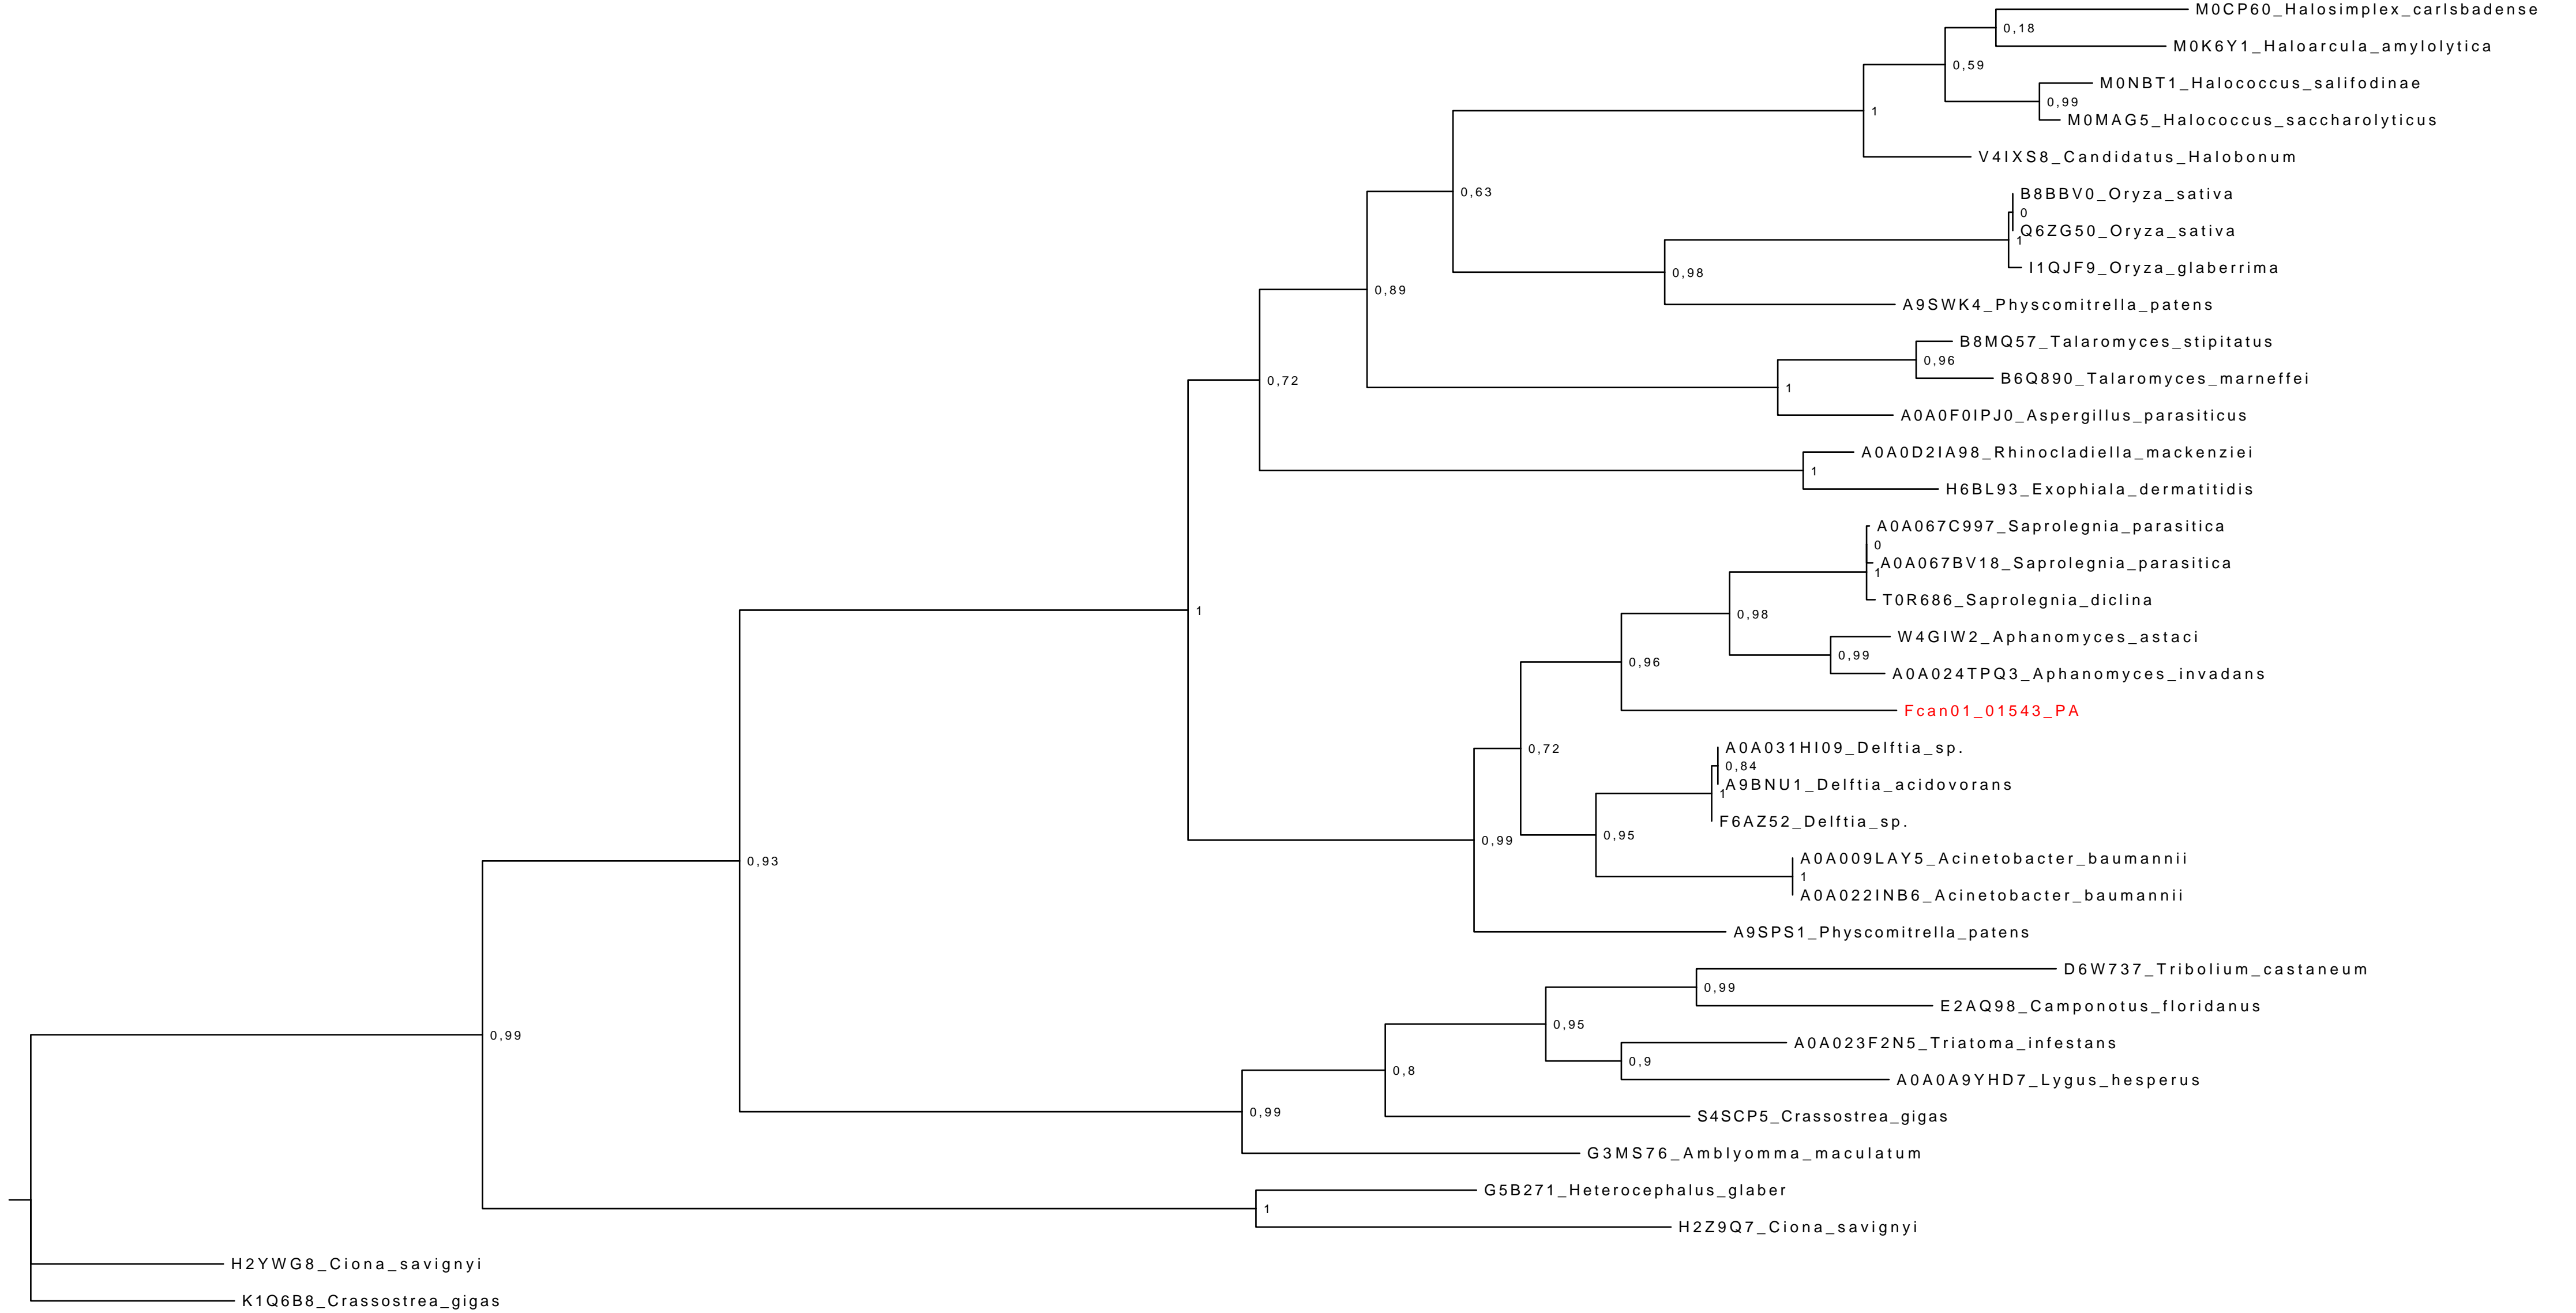 M0CP60_Halosimplex_carlsbadense
0,18
M0K6Y1_Haloarcula_amylolytica
0,59
M0NBT1_Halococcus_salifodinae
0,99
M0MAG5_Halococcus_saccharolyticus
1
V4IXS8_Candidatus_Halobonum
0,63
B8BBV0_Oryza_sativa
0
Q6ZG50_Oryza_sativa
1
I1QJF9_Oryza_glaberrima
0,98
A9SWK4_Physcomitrella_patens
0,89
B8MQ57_Talaromyces_stipitatus
0,96
B6Q890_Talaromyces_marneffei
0,72
1
A0A0F0IPJ0_Aspergillus_parasiticus
A0A0D2IA98_Rhinocladiella_mackenziei
1
H6BL93_Exophiala_dermatitidis
A0A067C997_Saprolegnia_parasitica
0
A0A067BV18_Saprolegnia_parasitica
1
T0R686_Saprolegnia_diclina
1
0,98
W4GIW2_Aphanomyces_astaci
0,99
0,96
A0A024TPQ3_Aphanomyces_invadans
Fcan01_01543_PA
0,72
A0A031HI09_Delftia_sp.
0,84
A9BNU1_Delftia_acidovorans
1
F6AZ52_Delftia_sp.
0,95
0,99
A0A009LAY5_Acinetobacter_baumannii
0,93
1
A0A022INB6_Acinetobacter_baumannii
A9SPS1_Physcomitrella_patens
D6W737_Tribolium_castaneum
0,99
E2AQ98_Camponotus_floridanus
0,95
0,99
A0A023F2N5_Triatoma_infestans
0,9
0,8
A0A0A9YHD7_Lygus_hesperus
0,99
S4SCP5_Crassostrea_gigas
G3MS76_Amblyomma_maculatum
G5B271_Heterocephalus_glaber
1
H2Z9Q7_Ciona_savignyi
H2YWG8_Ciona_savignyi
K1Q6B8_Crassostrea_gigas